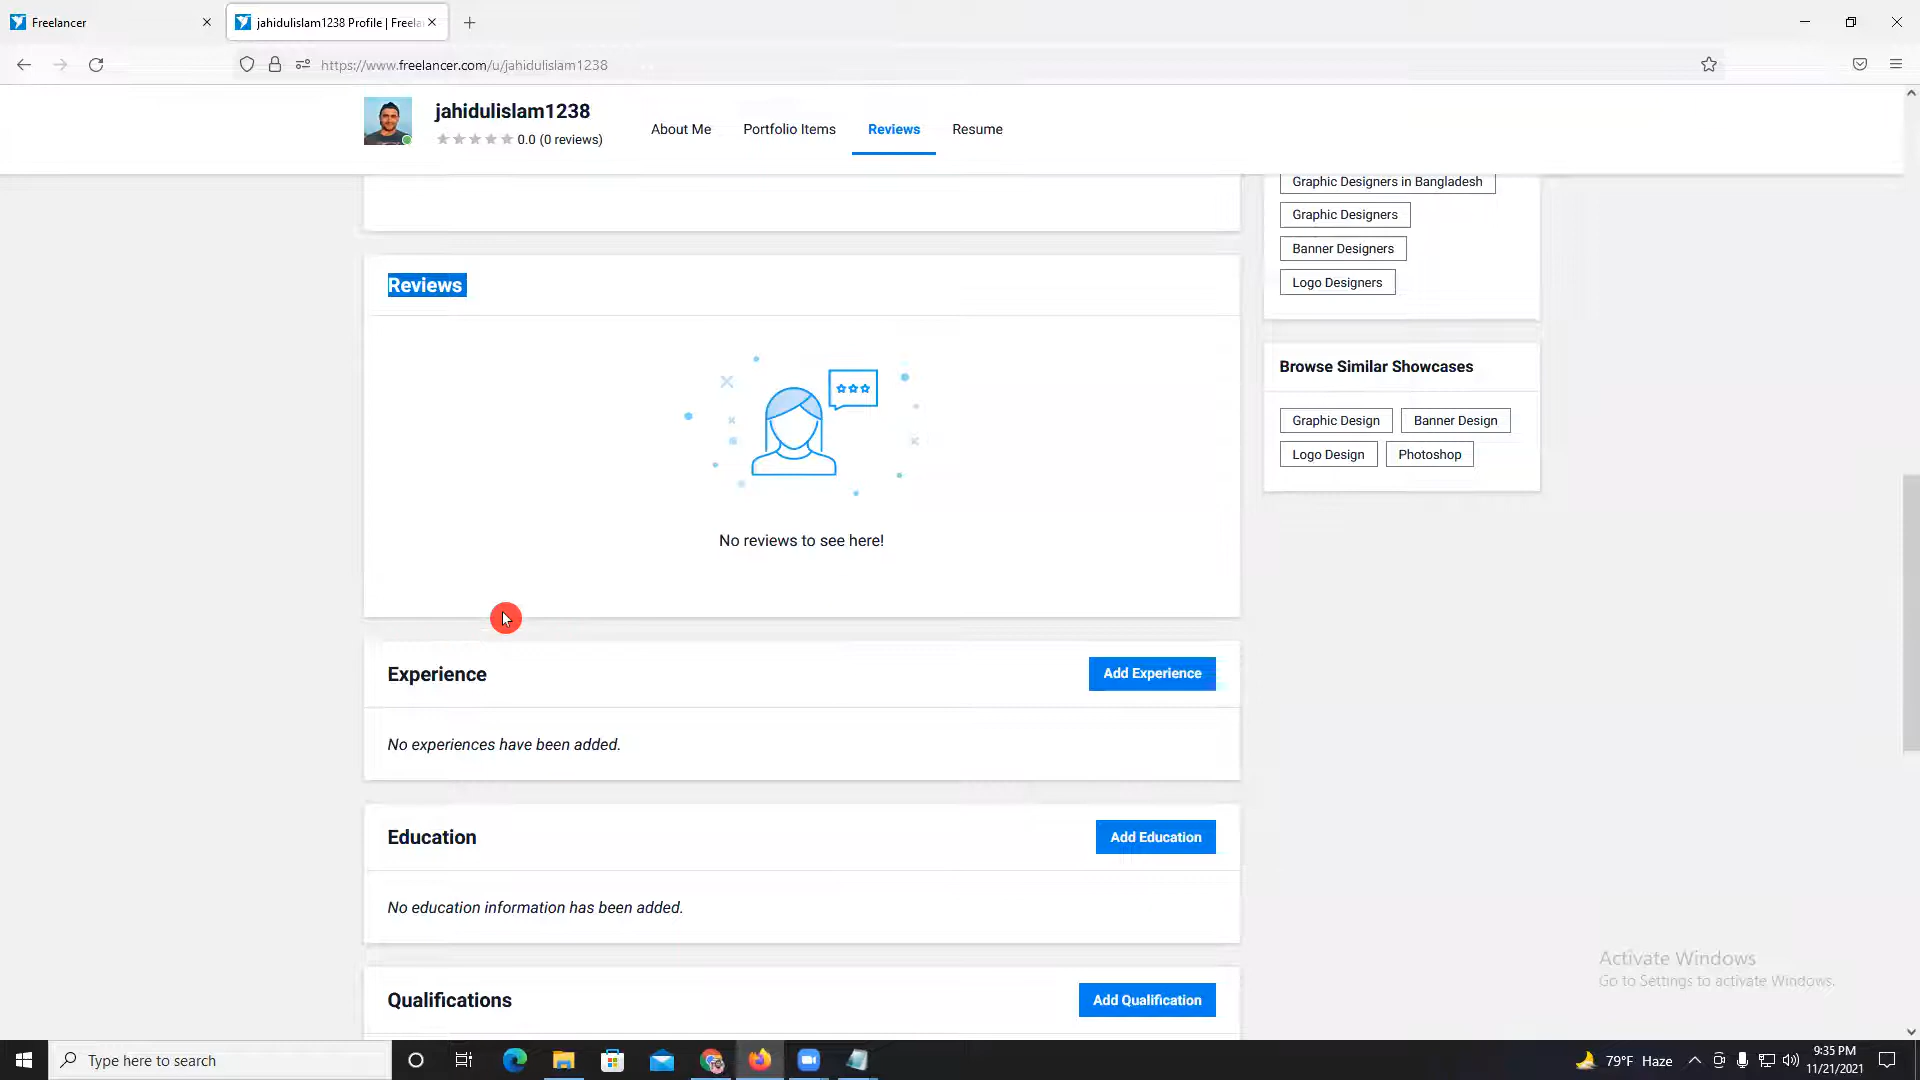 Freelancer
jahidulislam1238 Profile | Freela
https://www.freelancer.com/u/jahidulislam1238
jahidulislam1238
0.0 (0 reviews)
About Me
Portfolio Items
Reviews
Resume
Graphic Designers in Bangladesh
Graphic Designers
Banner Designers
Logo Designers
Reviews
No reviews to see here!
Browse Similar Showcases
Graphic Design
Banner Design
Logo Design
Photoshop
Experience
Add Experience
No experiences have been added.
Education
Add Education
No education information has been added.
Qualifications
Add Qualification
Activate Windows
Go to Settings to activate Windows.
Type here to search
79°F Haze
9:35 PM
11/21/2021